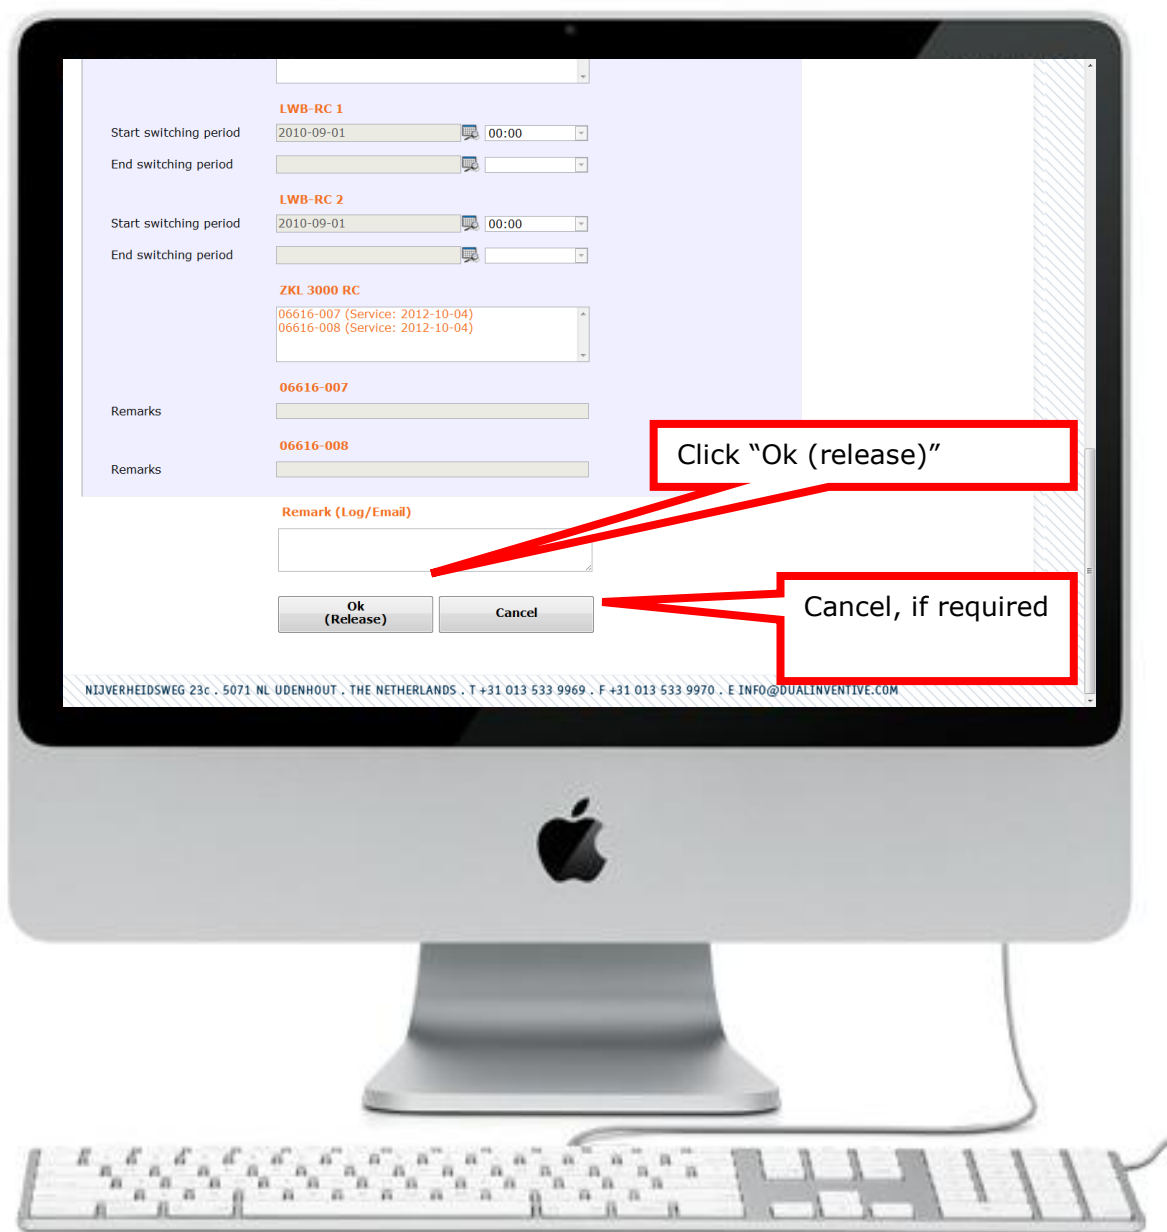 LWB-RC 1
Start switching period 2010-09-01 00:00
End switching period
LWB-RC 2
Start switching period 2010-09-01 00:00
End switching period
ZKL 3000 RC
06616-007 (Service: 2012-10-04)
06616-008 (Service: 2012-10-04)
06616-007
Remarks
06616-008
Remarks
Click “Ok (release)”
Remark (Log/Email)
Ok
(Release)
Cancel
Cancel, if required
NIJVERHEIDSWEG 23c . 5071 NL UDENHOUT . THE NETHERLANDS . T +31 013 533 9969 . F +31 013 533 9970 . E INFO@DUALINVENTIVE.COM